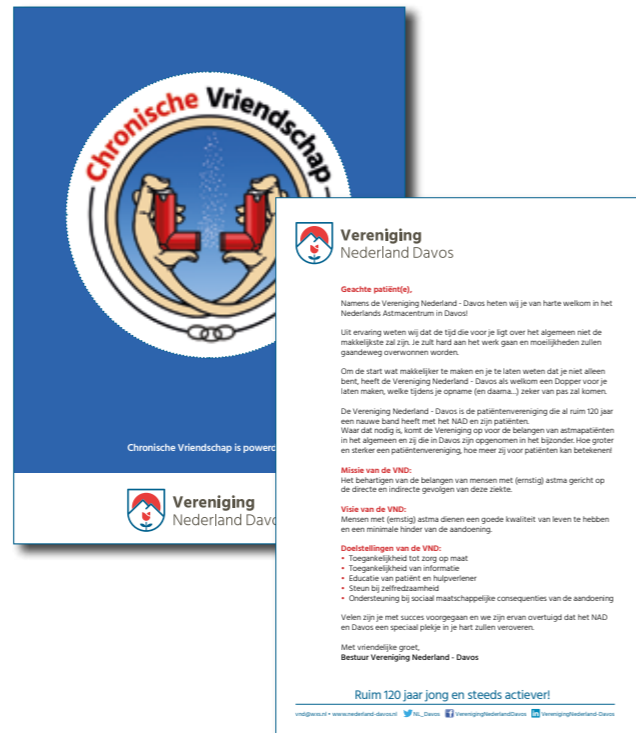 Chronische Vriendschap
Chronische Vriendschap is powered
Vereniging
Nederland Davos
Vereniging
Nederland Davos
Geachte patiënt(e),
Namens de Vereniging Nederland - Davos heten wij je van harte welkom in het
Nederlands Astmacentrum in Davos!
Uit ervaring weten wij dat de tijd die voor je ligt over het algemeen niet de
makkelijkste zal zijn. Je zult hard aan het werk gaan en moeilijkheden zullen
gaandeweg overwonnen worden.
Om de start wat makkelijker te maken en je te laten weten dat je niet alleen
bent, heeft de Vereniging Nederland - Davos als welkom een Dopper voor je
laten maken, welke tijdens je opname (en daarna...) zeker van pas zal komen.
De Vereniging Nederland - Davos is de patiëntenvereniging die al ruim 120 jaar
een nauwe band heeft met het NAD en zijn patiënten.
Waar dat nodig is, komt de Vereniging op voor de belangen van astmapatiënten
in het algemeen en zij die in Davos zijn opgenomen in het bijzonder. Hoe groter
en sterker een patiëntenvereniging, hoe meer zij voor patiënten kan betekenen!
Missie van de VND:
Het behartigen van de belangen van mensen met (ernstig) astma gericht op
de directe en indirecte gevolgen van deze ziekte.
Visie van de VND:
Mensen met (ernstig) astma dienen een goede kwaliteit van leven te hebben
en een minimale hinder van de aandoening.
Doelstellingen van de VND:
• Toegankelijkheid tot zorg op maat
• Toegankelijkheid van informatie
• Educatie van patiënt en hulpverlener
• Steun bij zelfredzaamheid
• Ondersteuning bij sociaal maatschappelijke consequenties van de aandoening
Velen zijn je met succes voorgegaan en we zijn ervan overtuigd dat het NAD
en Davos een speciaal plekje in je hart zullen veroveren.
Met vriendelijke groet,
Bestuur Vereniging Nederland - Davos
Ruim 120 jaar jong en steeds actiever!
www.nederland-davos.nl NL_Davos VerenigingNederlandDavos VerenigingNederland-Davos